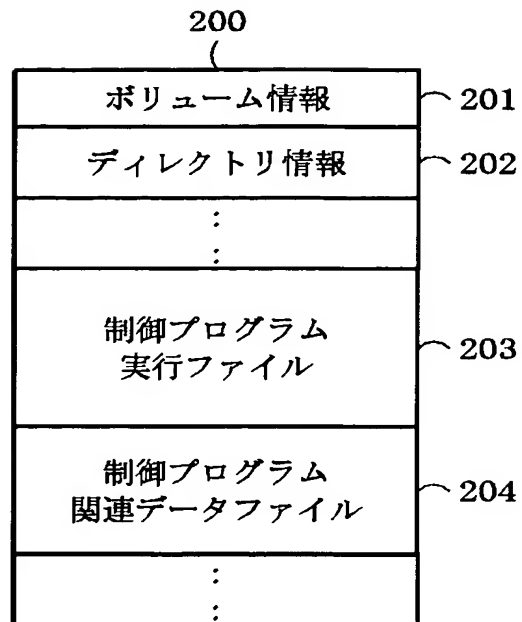 200
ボリューム情報 201
ディレクトリ情報 202
:
:
制御プログラム
実行ファイル 203
制御プログラム
関連データファイル 204
:
: